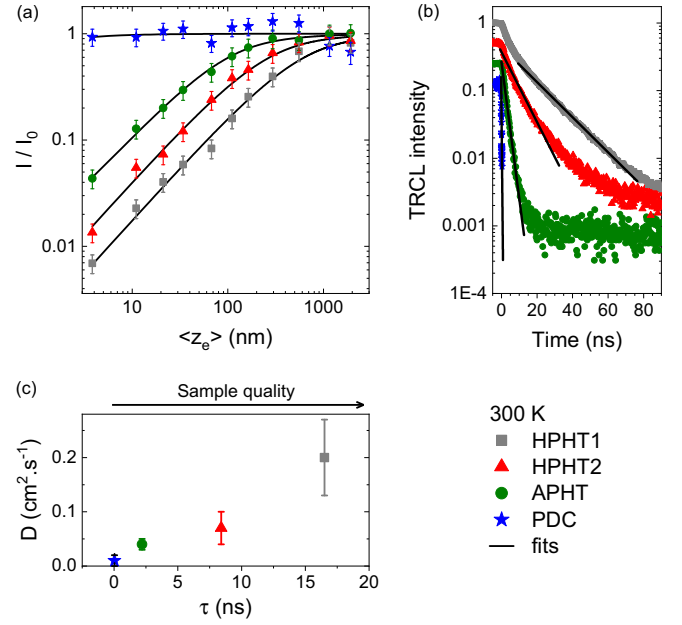 (a)
1
0.1
0.01
I / I0
10
100
1000
<ze> (nm)
(b)
1
0.1
0.01
0.001
1E-4
TRCL intensity
0
20
40
60
80
Time (ns)
(c)
Sample quality
0.2
0.1
0.0
D (cm².s⁻¹)
0
5
10
15
20
τ (ns)
300 K
HPHT1
HPHT2
APHT
PDC
fits